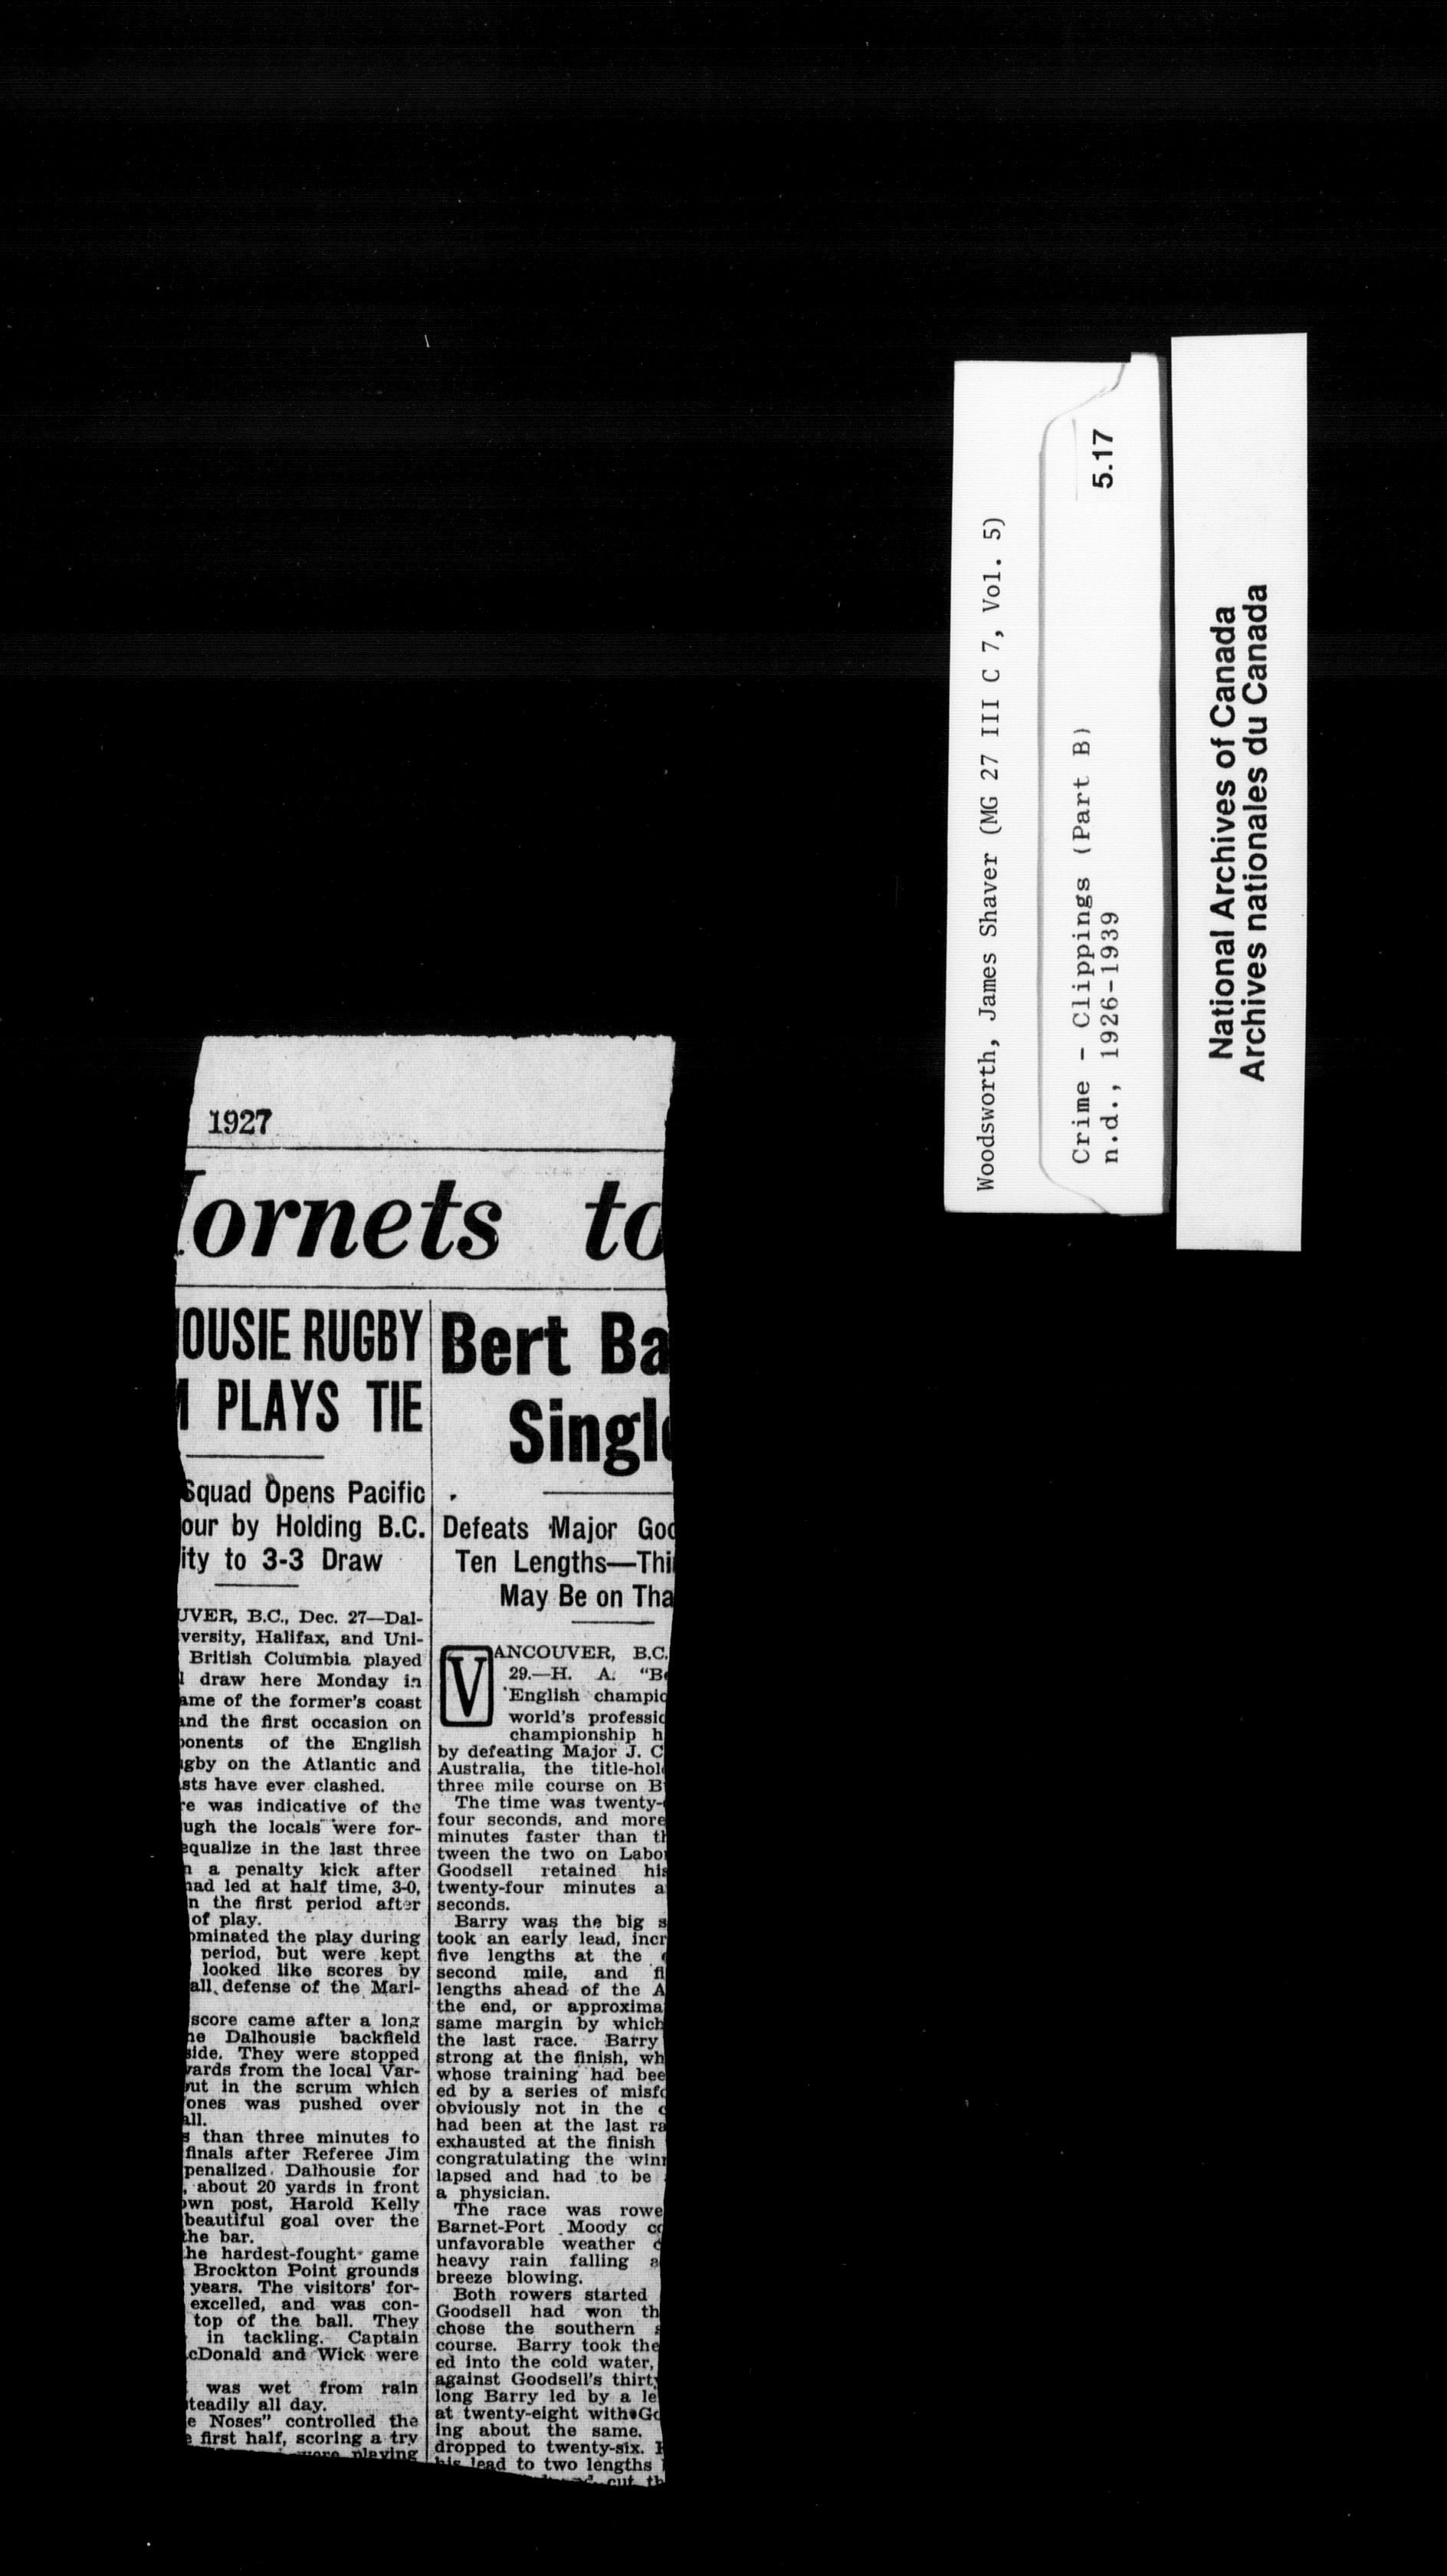 Woodsworth, James Shaver (MG 27 III C 7, Vol. 5)
Crime - Clippings (Part B)
n.d., 1926-1939
5.17
National Archives of Canada
Archives nationales du Canada
1927
ornets to
OUSIE RUGBY
PLAYS TIE
Squad Opens Pacific
our by Holding B.C.
ity to 3-3 Draw
UVER, B.C., Dec. 27—Dal-
versity, Halifax, and Uni-
British Columbia played
draw here Monday in
ame of the former's coast
and the first occasion on
ponents of the English
gby on the Atlantic and
sts have ever clashed.
re was indicative of the
ugh the locals were for-
equalize in the last three
a penalty kick after
had led at half time, 3-0,
n the first period after
of play.
ominated the play during
period, but were kept
looked like scores by
all defense of the Mari-
score came after a long
he Dalhousie backfield
side. They were stopped
yards from the local Var-
out in the scrum which
ones was pushed over
all.
s than three minutes to
finals after Referee Jim
penalized Dalhousie for
, about 20 yards in front
own post, Harold Kelly
beautiful goal over the
the bar.
he hardest-fought game
Brockton Point grounds
years. The visitors' for-
excelled, and was con-
top of the ball. They
in tackling. Captain
cDonald and Wick were
was wet from rain
teadily all day.
e Noses" controlled the
first half, scoring a try
were playing
Bert Ba
Singl
Defeats Major Goo
Ten Lengths—Thi
May Be on Tha
VANCOUVER, B.C.
29.—H. A. "Be
English champio
world's professio
championship h
by defeating Major J. C
Australia, the title-hol
three mile course on B
The time was twenty-
four seconds, and more
minutes faster than th
tween the two on Labo
Goodsell retained his
twenty-four minutes a
seconds.
Barry was the big s
took an early lead, incr
five lengths at the
second mile, and fi
lengths ahead of the A
the end, or approxima
same margin by which
the last race. Barry
strong at the finish, wh
whose training had bee
ed by a series of misfo
obviously not in the c
had been at the last ra
exhausted at the finish
congratulating the winn
lapsed and had to be
a physician.
The race was rowe
Barnet-Port Moody co
unfavorable weather c
heavy rain falling a
breeze blowing.
Both rowers started
Goodsell had won th
chose the southern s
course. Barry took the
ed into the cold water,
against Goodsell's thirty
long Barry led by a le
at twenty-eight with Go
ing about the same.
dropped to twenty-six. H
his lead to two lengths
cut th